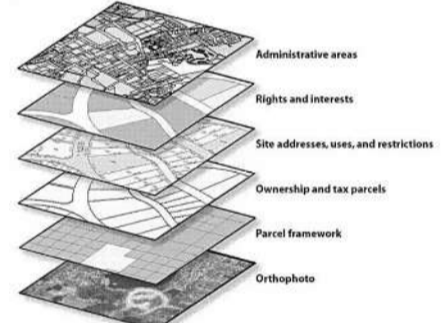 Administrative areas
Rights and interests
Site addresses, uses, and restrictions
Ownership and tax parcels
Parcel framework
Orthophoto